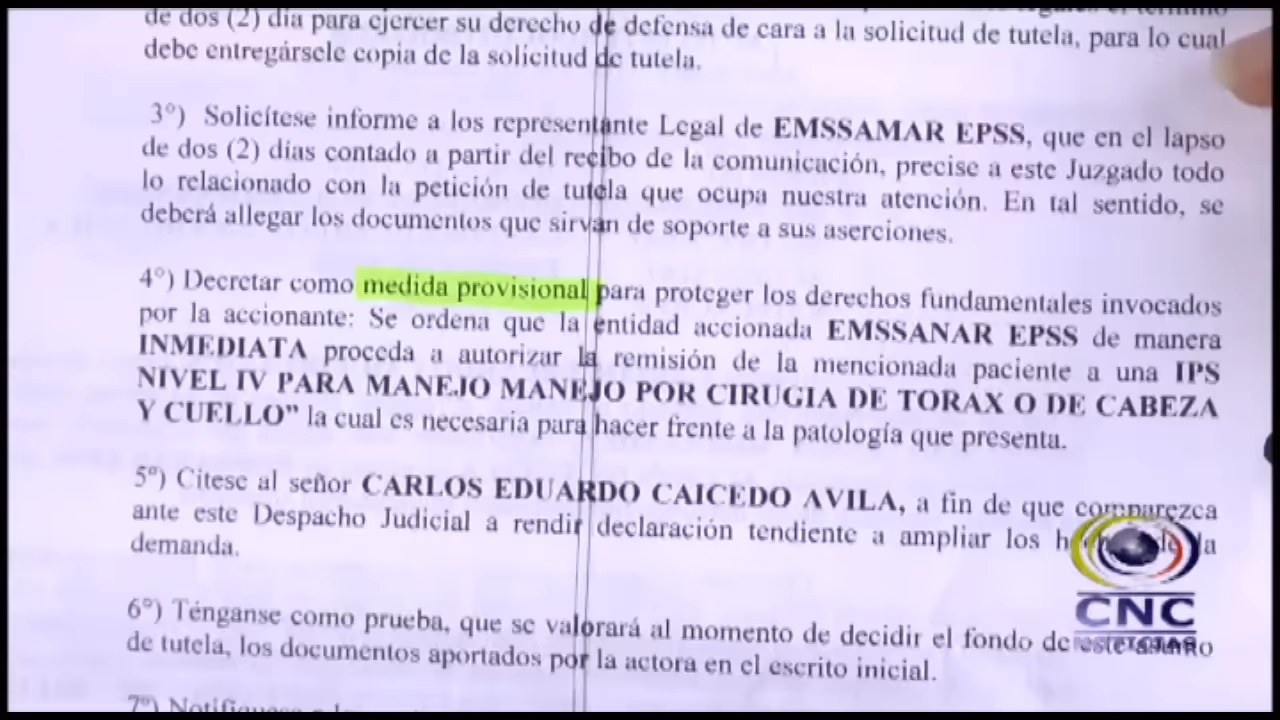 de dos (2) día para ejercer su derecho de defensa de cara a la solicitud de tutela, para lo cual
debe entregársele copia de la solicitud de tutela.
3°) Solicítese informe a los representante Legal de EMSSAMAR EPSS, que en el lapso
de dos (2) días contado a partir del recibo de la comunicación, precise a este Juzgado todo
lo relacionado con la petición de tutela que ocupa nuestra atención. En tal sentido, se
deberá allegar los documentos que sirvan de soporte a sus aserciones.
4°) Decretar como medida provisional para proteger los derechos fundamentales invocados
por la accionante: Se ordena que la entidad accionada EMSSANAR EPSS de manera
INMEDIATA proceda a autorizar la remisión de la mencionada paciente a una IPS
NIVEL IV PARA MANEJO MANEJO POR CIRUGIA DE TORAX O DE CABEZA
Y CUELLO" la cual es necesaria para hacer frente a la patología que presenta.
5°) Cítese al señor CARLOS EDUARDO CAICEDO AVILA, a fin de que comparezca
ante este Despacho Judicial a rendir declaración tendiente a ampliar los de la
demanda.
6°) Ténganse como prueba, que se valorará al momento de decidir el fondo de este asunto
de tutela, los documentos aportados por la actora en el escrito inicial.
7°) Notifíquese
CNC